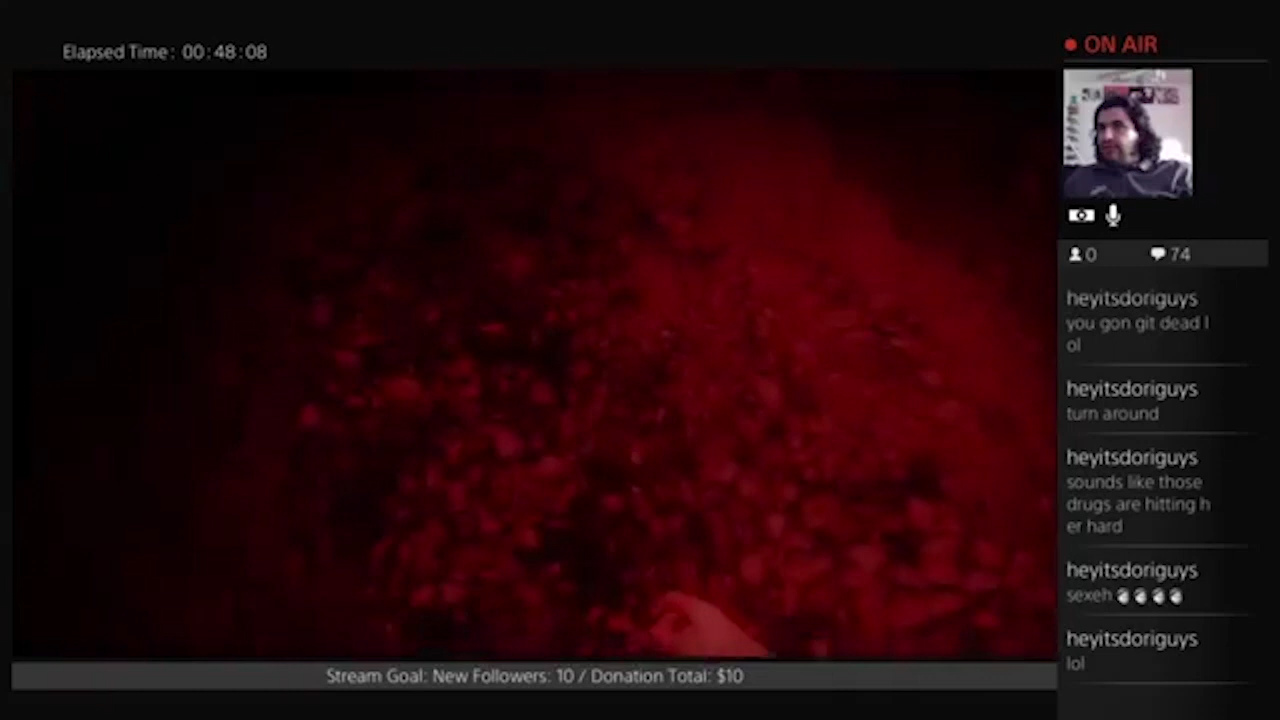 Elapsed Time: 00:48:08
ON AIR
0 74
heyitsdoriguys
you gon git dead l
ol
heyitsdoriguys
turn around
heyitsdoriguys
sounds like those
drugs are hitting h
er hard
heyitsdoriguys
sexeh
heyitsdoriguys
lol
Stream Goal: New Followers: 10 / Donation Total: $10